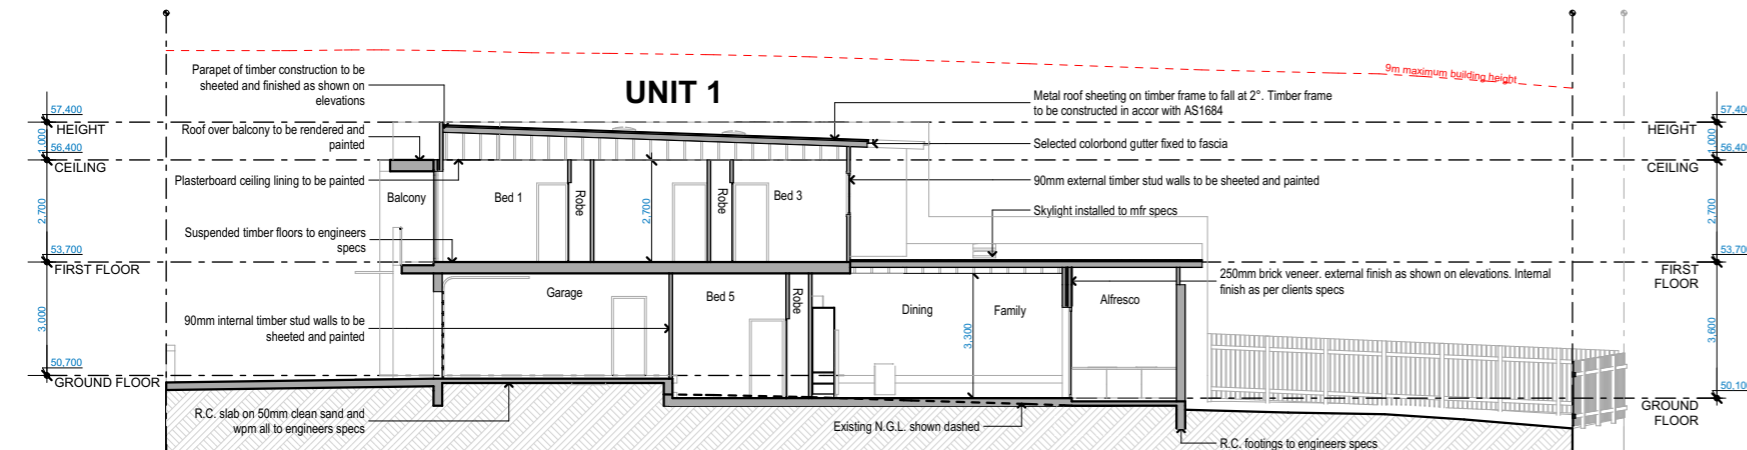 9m maximum building height
UNIT 1
Parapet of timber construction to be
sheeted and finished as shown on
elevations
Metal roof sheeting on timber frame to fall at 2°. Timber frame
to be constructed in accor with AS1684
57,400
HEIGHT
1,000
56,400
CEILING
2,700
53,700
FIRST FLOOR
3,000
50,700
GROUND FLOOR
Roof over balcony to be rendered and
painted
Selected colorbond gutter fixed to fascia
Plasterboard ceiling lining to be painted
90mm external timber stud walls to be sheeted and painted
Balcony
Bed 1
Robe
2,700
Robe
Bed 3
Skylight installed to mfr specs
Suspended timber floors to engineers
specs
250mm brick veneer. external finish as shown on elevations. Internal
finish as per clients specs
Garage
Bed 5
Robe
Dining
3,300
Family
Alfresco
90mm internal timber stud walls to be
sheeted and painted
R.C. slab on 50mm clean sand and
wpm all to engineers specs
Existing N.G.L. shown dashed
R.C. footings to engineers specs
57,400
HEIGHT
1,000
56,400
CEILING
2,700
53,700
FIRST
FLOOR
3,600
50,100
GROUND
FLOOR